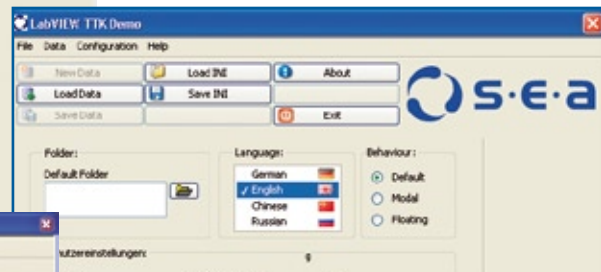 LabVIEW TTK Demo
File Data Configuration Help
New Data Load INI About
Load Data Save INI
Save Data Exit
s·e·a
Folder: Language: Behaviour:
Default Folder
German
✓ English
Chinese
Russian
Default
Modal
Floating
utzereinstellungen: g